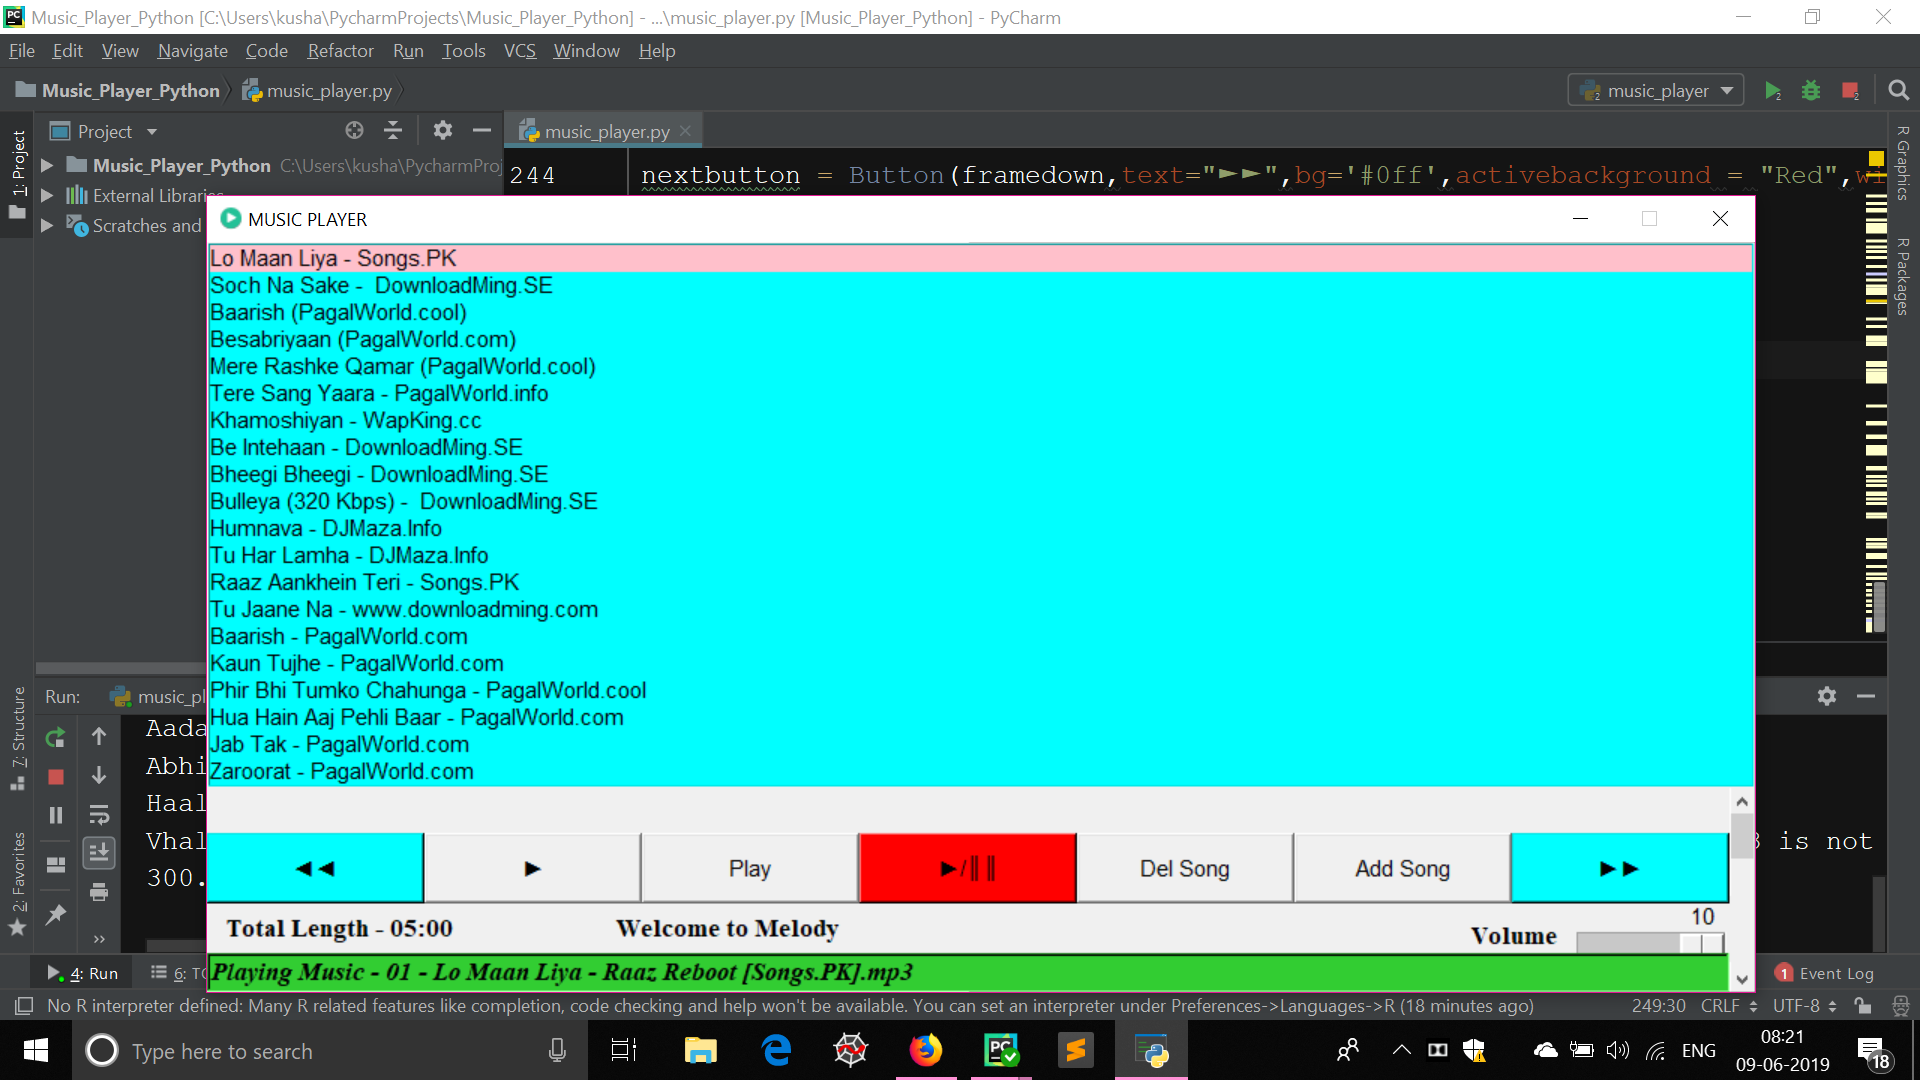 Music_Player_Python [C:\Users\kusha\PycharmProjects\Music_Player_Python] - ...\music_player.py [Music_Player_Python] - PyCharm
File Edit View Navigate Code Refactor Run Tools VCS Window Help
Music_Player_Python music_player.py music_player
Project music_player.py
1: Project
R Graphics
R Packages
Music_Player_Python C:\Users\kusha\PycharmProj
External Libraries
Scratches and
244 nextbutton = Button(framedown,text="►►",bg='#0ff',activebackground = "Red",wi
MUSIC PLAYER
Lo Maan Liya - Songs.PK
Soch Na Sake -  DownloadMing.SE
Baarish (PagalWorld.cool)
Besabriyaan (PagalWorld.com)
Mere Rashke Qamar (PagalWorld.cool)
Tere Sang Yaara - PagalWorld.info
Khamoshiyan - WapKing.cc
Be Intehaan - DownloadMing.SE
Bheegi Bheegi - DownloadMing.SE
Bulleya (320 Kbps) -  DownloadMing.SE
Humnava - DJMaza.Info
Tu Har Lamha - DJMaza.Info
Raaz Aankhein Teri - Songs.PK
Tu Jaane Na - www.downloadming.com
Baarish - PagalWorld.com
Kaun Tujhe - PagalWorld.com
Phir Bhi Tumko Chahunga - PagalWorld.cool
Hua Hain Aaj Pehli Baar - PagalWorld.com
Jab Tak - PagalWorld.com
Zaroorat - PagalWorld.com
◄◄ ► Play ►/║║ Del Song Add Song ►►
Total Length - 05:00 Welcome to Melody Volume 10
Playing Music - 01 - Lo Maan Liya - Raaz Reboot [Songs.PK].mp3
7: Structure
2: Favorites
Run: music_pl
Aada
Abhi
Haal
Vhal is not
300.
4: Run 6: TO 1 Event Log
No R interpreter defined: Many R related features like completion, code checking and help won't be available. You can set an interpreter under Preferences->Languages->R (18 minutes ago) 249:30 CRLF UTF-8
Type here to search ENG 08:21
09-06-2019 18